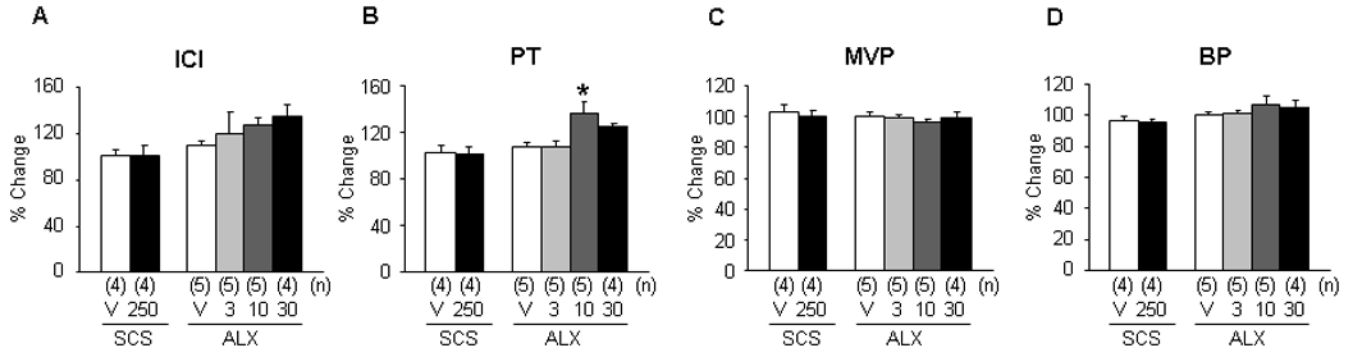 A
ICI
% Change
160
120
80
40
0
(4) (4) (5) (5) (5) (4) (n)
V 250 V 3 10 30
SCS ALX
B
PT
% Change
160
120
80
40
0
*
(4) (4) (5) (5) (5) (4) (n)
V 250 V 3 10 30
SCS ALX
C
MVP
% Change
120
100
80
60
40
20
0
(4) (4) (5) (5) (5) (4) (n)
V 250 V 3 10 30
SCS ALX
D
BP
% Change
120
100
80
60
40
20
0
(4) (4) (5) (5) (5) (4) (n)
V 250 V 3 10 30
SCS ALX